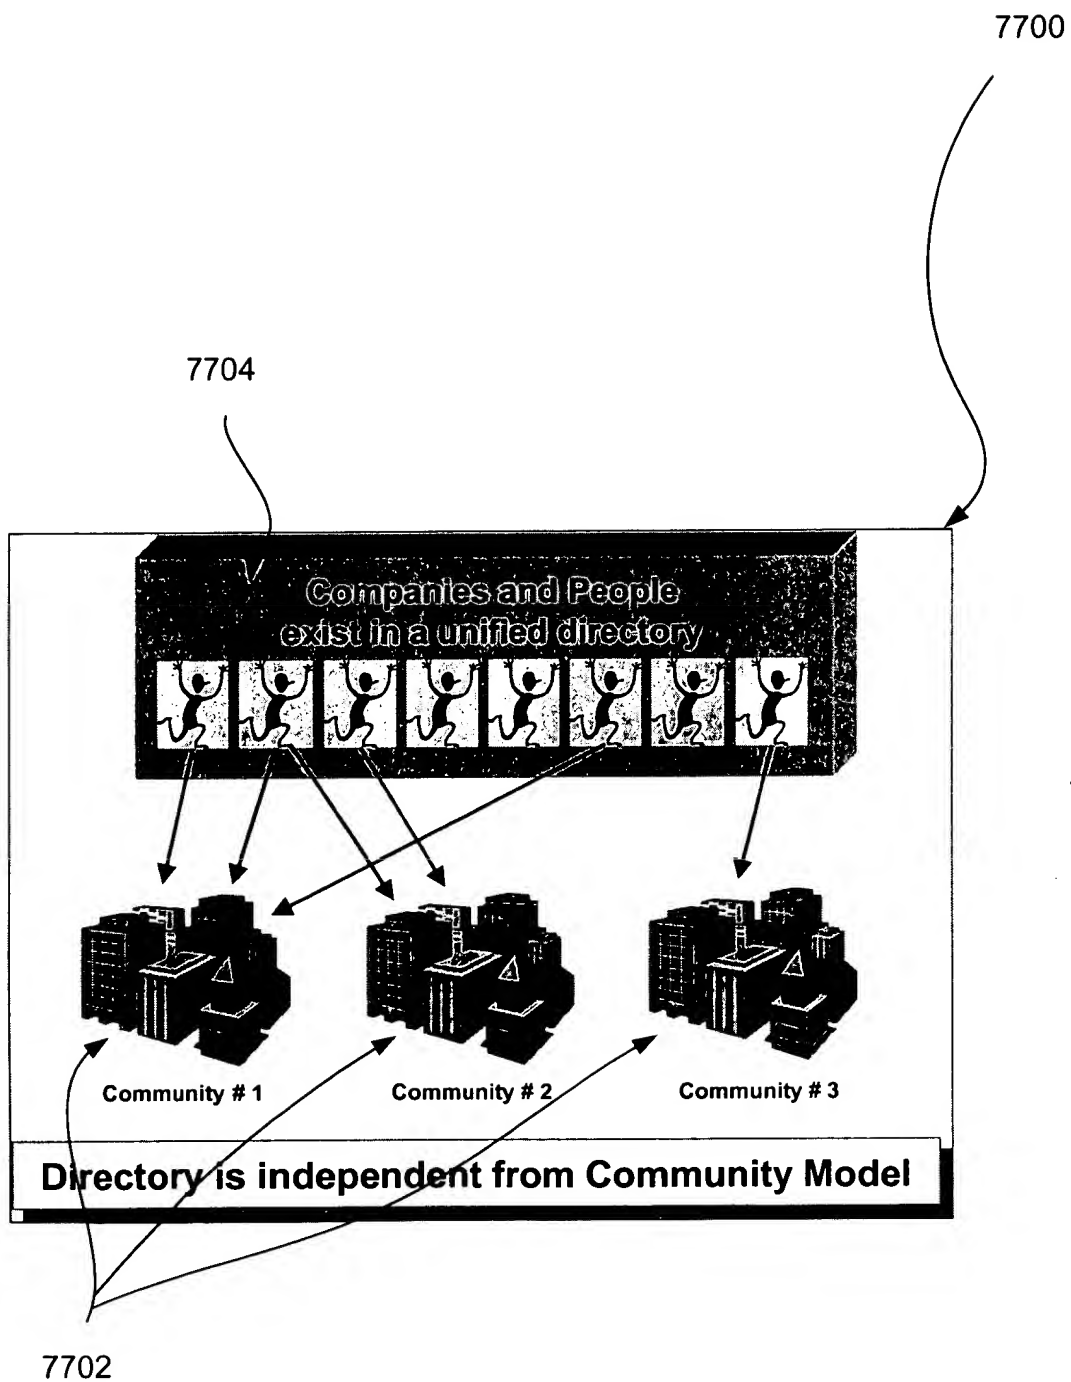 7700
7704
Companies and People
exist in a unified directory
Community # 1
Community # 2
Community # 3
Directory is independent from Community Model
7702